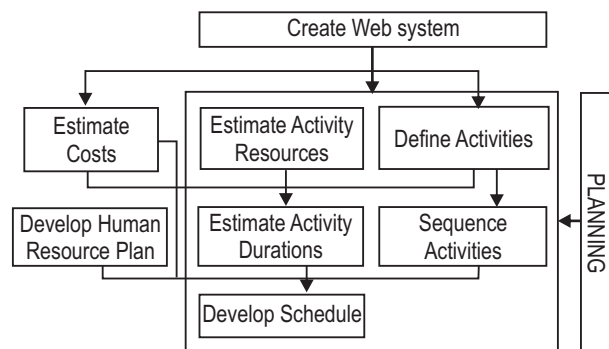 Create Web system
Estimate
Costs
Estimate Activity
Resources
Define Activities
Develop Human
Resource Plan
Estimate Activity
Durations
Sequence
Activities
Develop Schedule
PLANNING